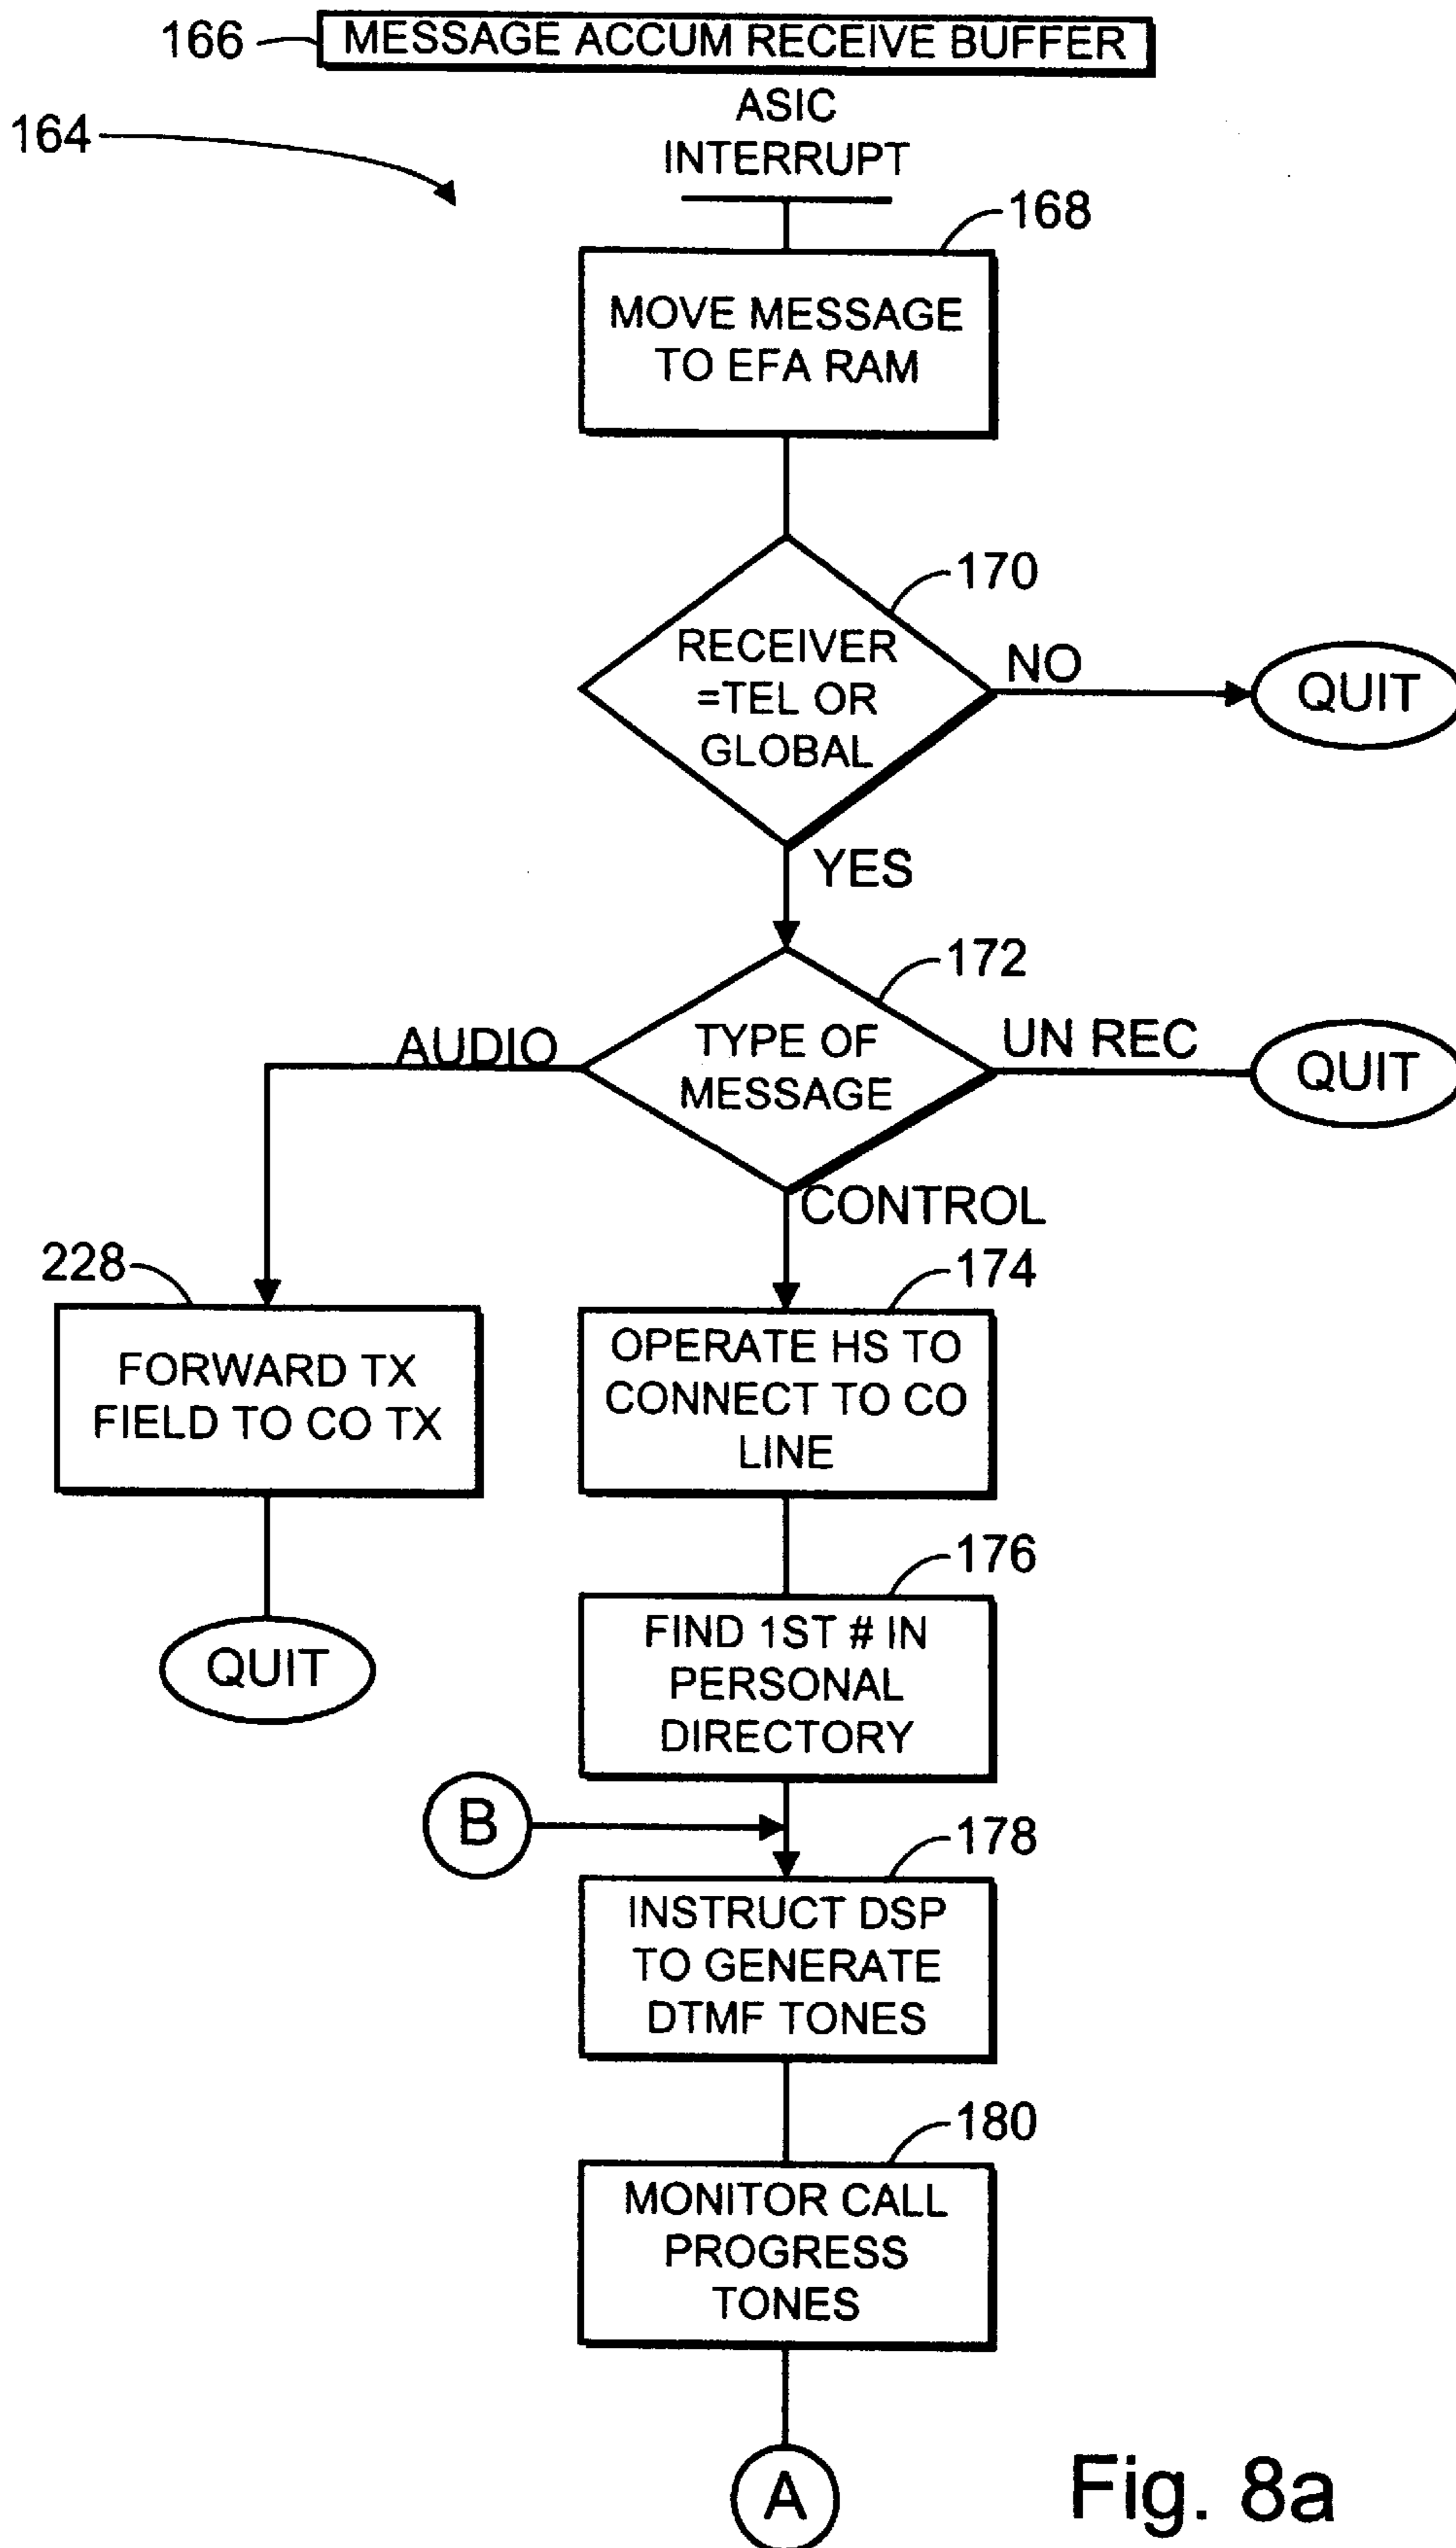 166
MESSAGE ACCUM RECEIVE BUFFER
164
ASIC
INTERRUPT
168
MOVE MESSAGE
TO EFA RAM
170
RECEIVER
=TEL OR
GLOBAL
NO
QUIT
YES
172
AUDIO
TYPE OF
MESSAGE
UN REC
QUIT
CONTROL
228
174
FORWARD TX
FIELD TO CO TX
OPERATE HS TO
CONNECT TO CO
LINE
176
QUIT
FIND 1ST # IN
PERSONAL
DIRECTORY
B
178
INSTRUCT DSP
TO GENERATE
DTMF TONES
180
MONITOR CALL
PROGRESS
TONES
A
Fig. 8a